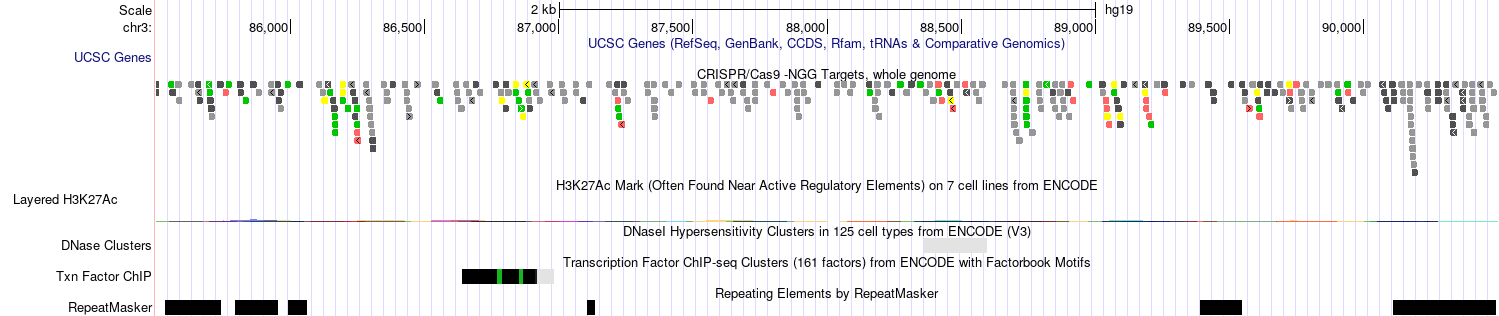 Scale 2 kb hg19
chr3: 86,000 86,500 87,000 87,500 88,000 88,500 89,000 89,500 90,000
UCSC Genes (RefSeq, GenBank, CCDS, Rfam, tRNAs & Comparative Genomics)
UCSC Genes
CRISPR/Cas9 -NGG Targets, whole genome
H3K27Ac Mark (Often Found Near Active Regulatory Elements) on 7 cell lines from ENCODE
Layered H3K27Ac
DNaseI Hypersensitivity Clusters in 125 cell types from ENCODE (V3)
DNase Clusters
Transcription Factor ChIP-seq Clusters (161 factors) from ENCODE with Factorbook Motifs
Txn Factor ChIP
Repeating Elements by RepeatMasker
RepeatMasker